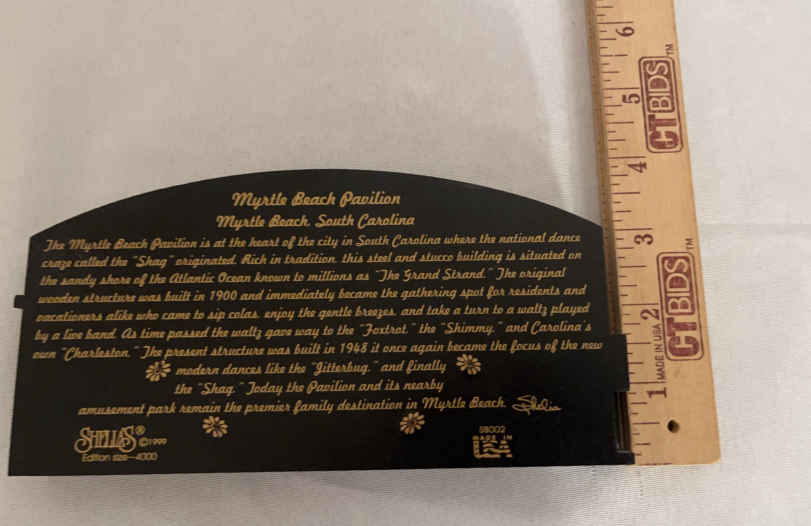 Myrtle Beach Pavilion
Myrtle Beach, South Carolina
The Myrtle Beach Pavilion is at the heart of the city in South Carolina where the national dance
craze called the "Shag" originated. Rich in tradition, this steel and stucco building is situated on
the sandy shore of the Atlantic Ocean known to millions as "The Grand Strand." The original
wooden structure was built in 1900 and immediately became the gathering spot for residents and
vacationers alike who came to sip colas, enjoy the gentle breezes, and take a turn to a waltz played
by a live band. As time passed the waltz gave way to the "Foxtrot," the "Shimmy," and Carolina's
own "Charleston." The present structure was built in 1948 it once again became the focus of the new
modern dances like the "Jitterbug," and finally
the "Shag." Today the Pavilion and its nearby
amusement park remain the premier family destination in Myrtle Beach. Shelia
SHELIA'S® ©1999
Edition size—4000
SB002
MADE IN
USA
6
5
CTBIDS™
4
3
2
CTBIDS™
MADE IN USA
1